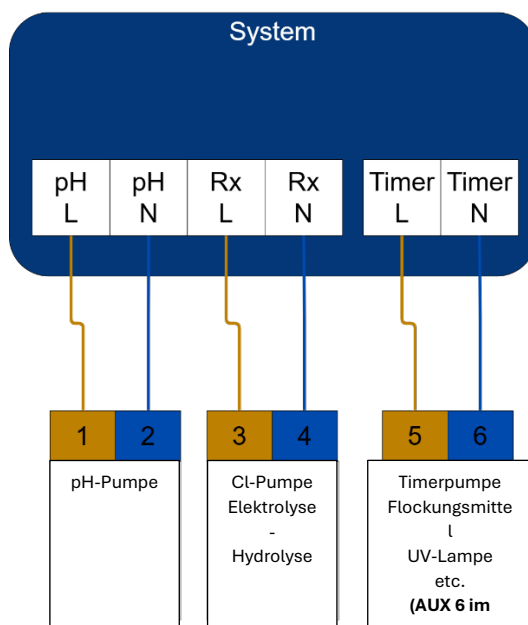 System
pH pH Rx Rx Timer Timer
L N L N L N
1 2 3 4 5 6
pH-Pumpe
Cl-Pumpe
Elektrolyse
-
Hydrolyse
Timerpumpe
Flockungsmitte
l
UV-Lampe
etc.
(AUX 6 im